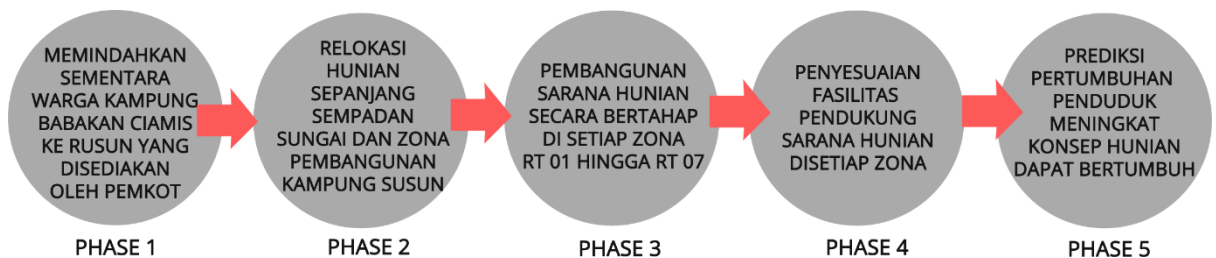 MEMINDAHKAN
SEMENTARA
WARGA KAMPUNG
BABAKAN CIAMIS
KE RUSUN YANG
DISEDIAKAN
OLEH PEMKOT
PHASE 1
RELOKASI
HUNIAN
SEPANJANG
SEMPADAN
SUNGAI DAN ZONA
PEMBANGUNAN
KAMPUNG SUSUN
PHASE 2
PEMBANGUNAN
SARANA HUNIAN
SECARA BERTAHAP
DI SETIAP ZONA
RT 01 HINGGA RT 07
PHASE 3
PENYESUAIAN
FASILITAS
PENDUKUNG
SARANA HUNIAN
DISETIAP ZONA
PHASE 4
PREDIKSI
PERTUMBUHAN
PENDUDUK
MENINGKAT
KONSEP HUNIAN
DAPAT BERTUMBUH
PHASE 5